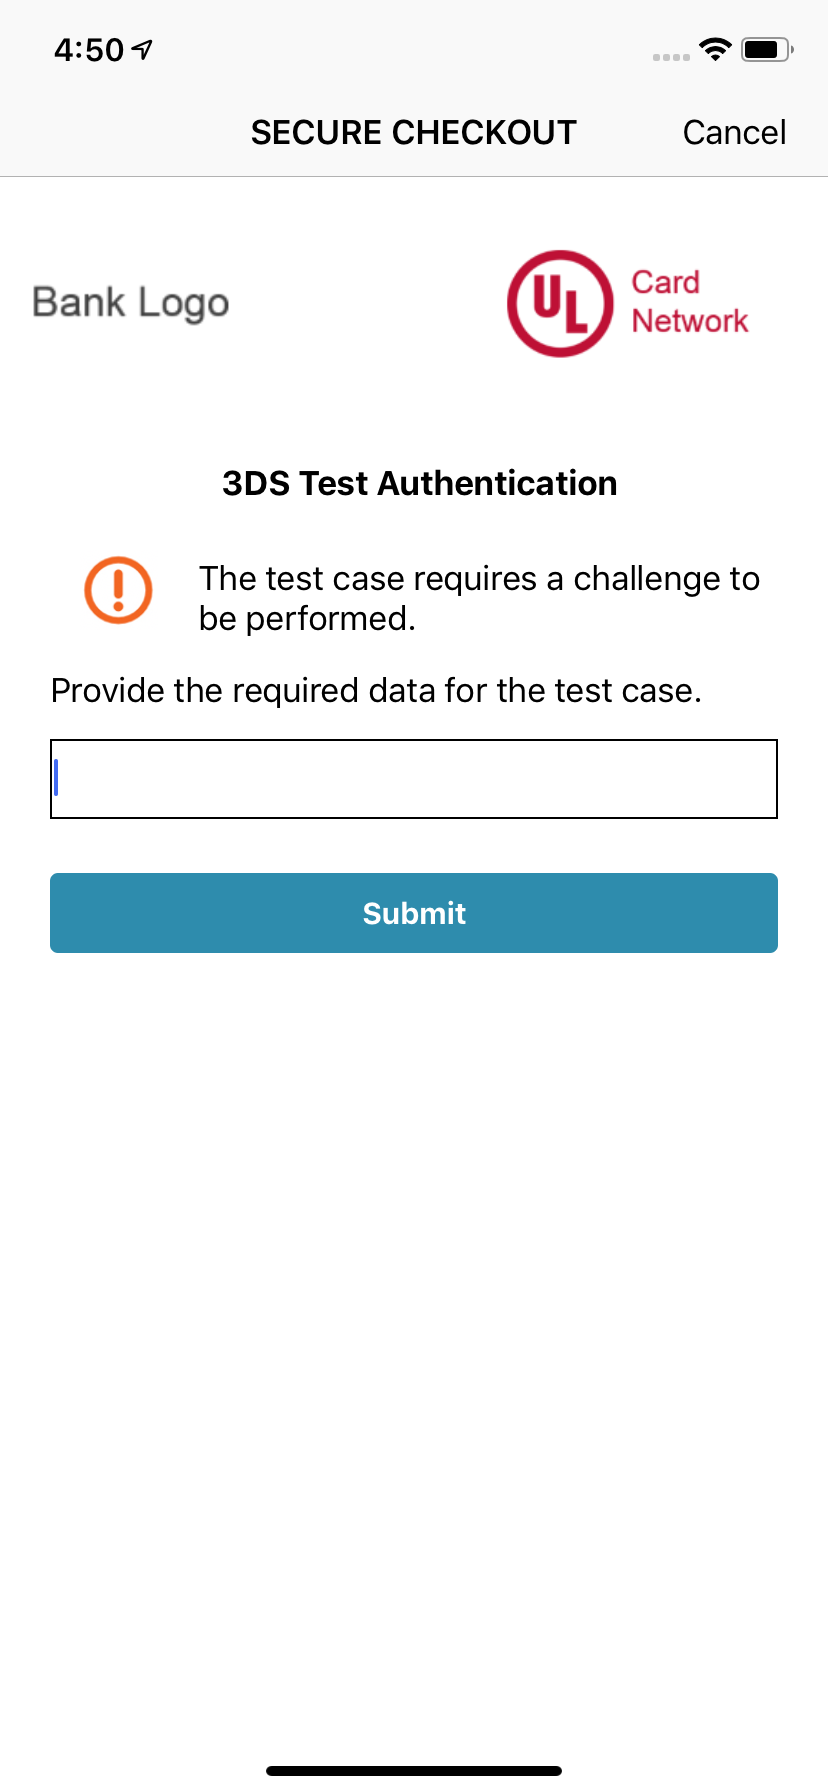 4:50
SECURE CHECKOUT
Cancel
Bank Logo
UL
Card
Network
3DS Test Authentication
The test case requires a challenge to
be performed.
Provide the required data for the test case.
Submit